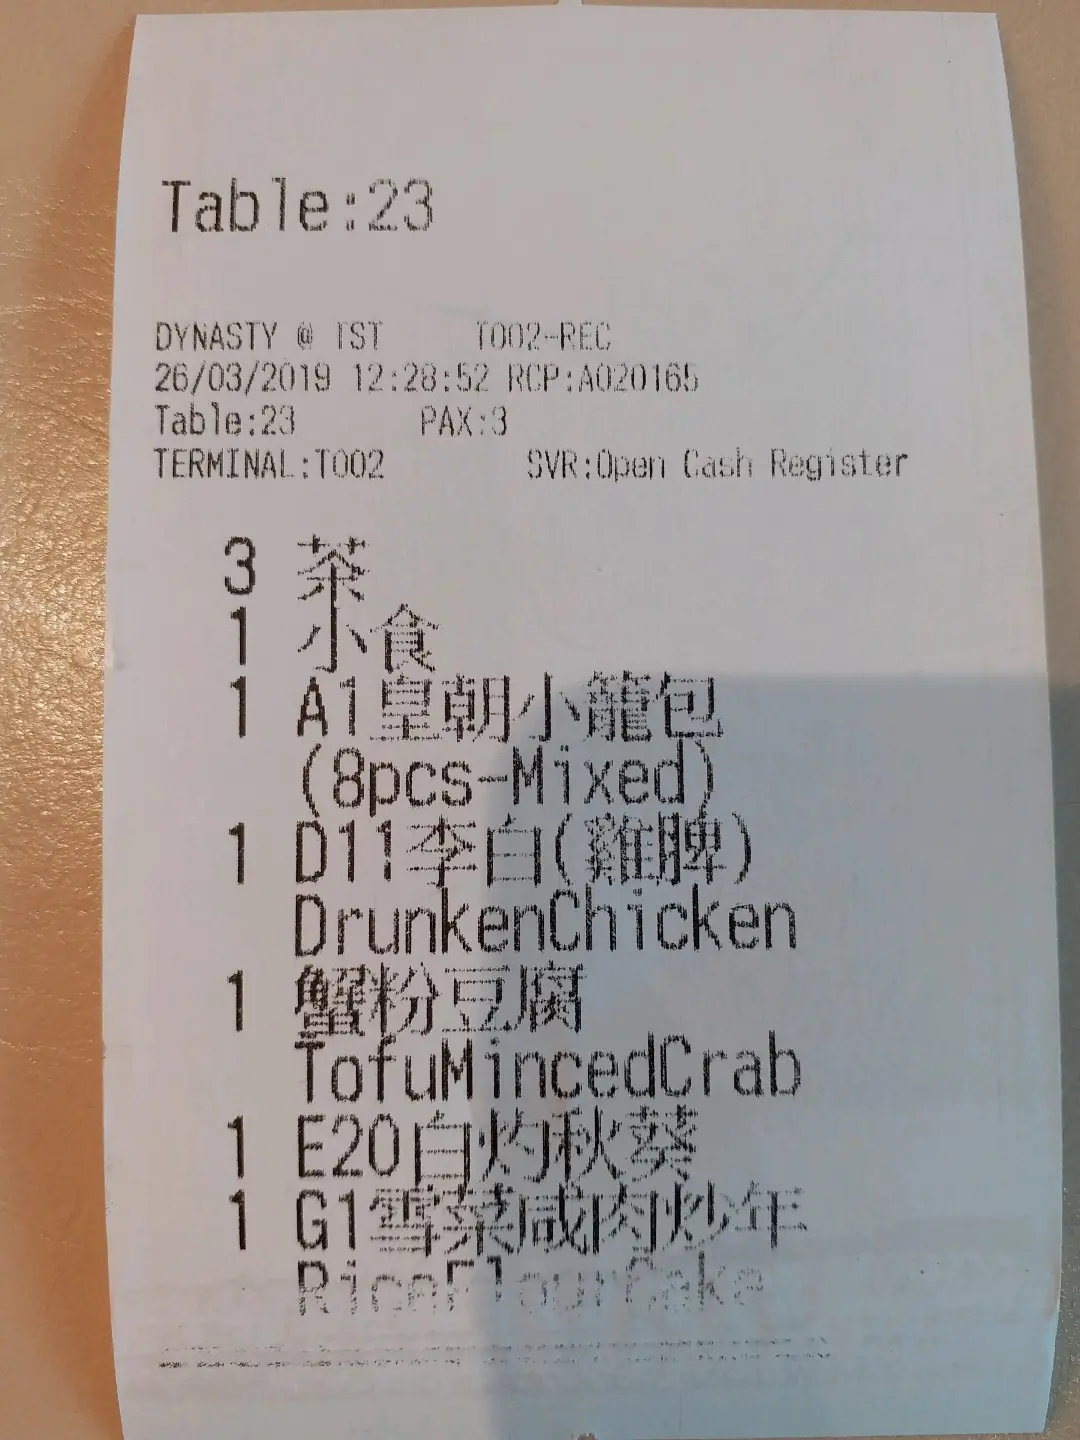 Table:23
DYNASTY @ TST T002-REC
26/03/2019 12:28:52 RCP:A020165
Table:23 PAX:3
TERMINAL:T002 SVR:Open Cash Register
3 茶
1 小食
1 A1皇朝小籠包
(8pcs-Mixed)
1 D11李白(雞脾)
DrunkenChicken
1 蟹粉豆腐
TofuMincedCrab
1 E20白灼秋葵
1 G1雪菜咸肉炒年
RiceFlourCake